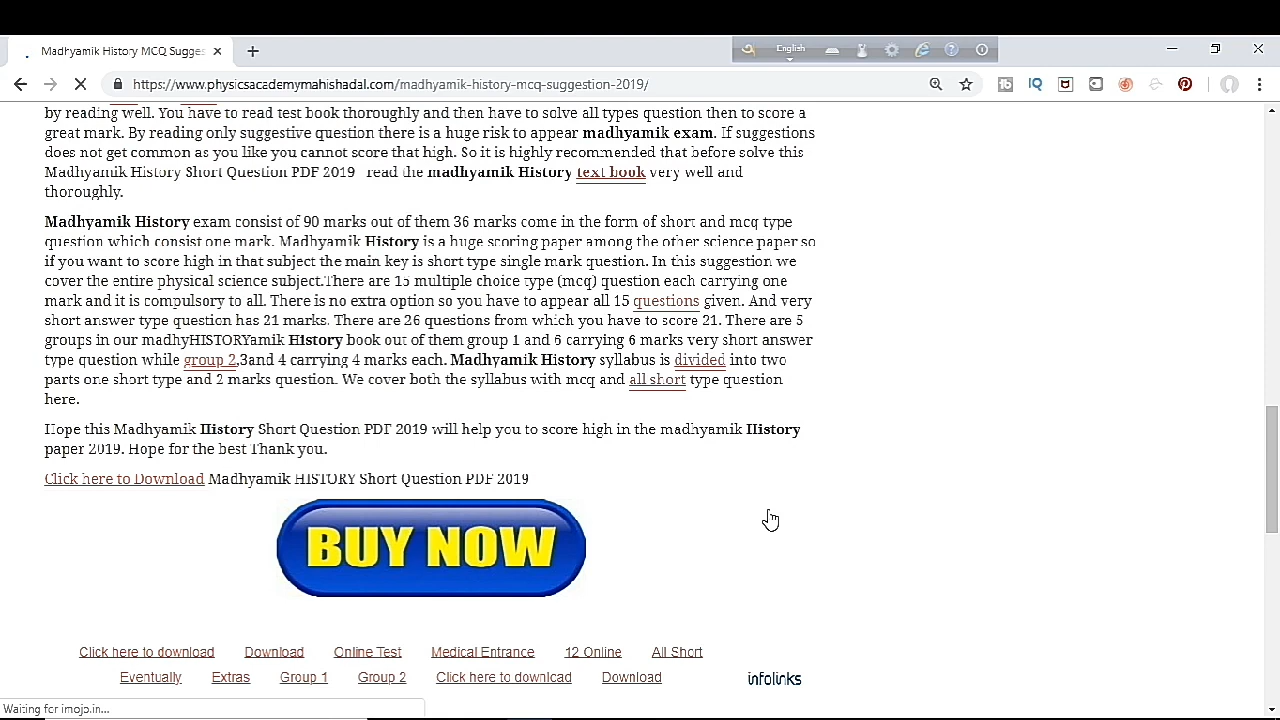 Madhyamik History MCQ Sugges
English
https://www.physicsacademymahishadal.com/madhyamik-history-mcq-suggestion-2019/
by reading well. You have to read test book thoroughly and then have to solve all types question then to score a
great mark. By reading only suggestive question there is a huge risk to appear madhyamik exam. If suggestions
does not get common as you like you cannot score that high. So it is highly recommended that before solve this
Madhyamik History Short Question PDF 2019 read the madhyamik History text book very well and
thoroughly.
Madhyamik History exam consist of 90 marks out of them 36 marks come in the form of short and mcq type
question which consist one mark. Madhyamik History is a huge scoring paper among the other science paper so
if you want to score high in that subject the main key is short type single mark question. In this suggestion we
cover the entire physical science subject.There are 15 multiple choice type (mcq) question each carrying one
mark and it is compulsory to all. There is no extra option so you have to appear all 15 questions given. And very
short answer type question has 21 marks. There are 26 questions from which you have to score 21. There are 5
groups in our madhyHISTORYamik History book out of them group 1 and 6 carrying 6 marks very short answer
type question while group 2,3and 4 carrying 4 marks each. Madhyamik History syllabus is divided into two
parts one short type and 2 marks question. We cover both the syllabus with mcq and all short type question
here.
Hope this Madhyamik History Short Question PDF 2019 will help you to score high in the madhyamik History
paper 2019. Hope for the best Thank you.
Click here to Download Madhyamik HISTORY Short Question PDF 2019
BUY NOW
Click here to download Download Online Test Medical Entrance 12 Online All Short
Eventually Extras Group 1 Group 2 Click here to download Download infolinks
Waiting for imojo.in...